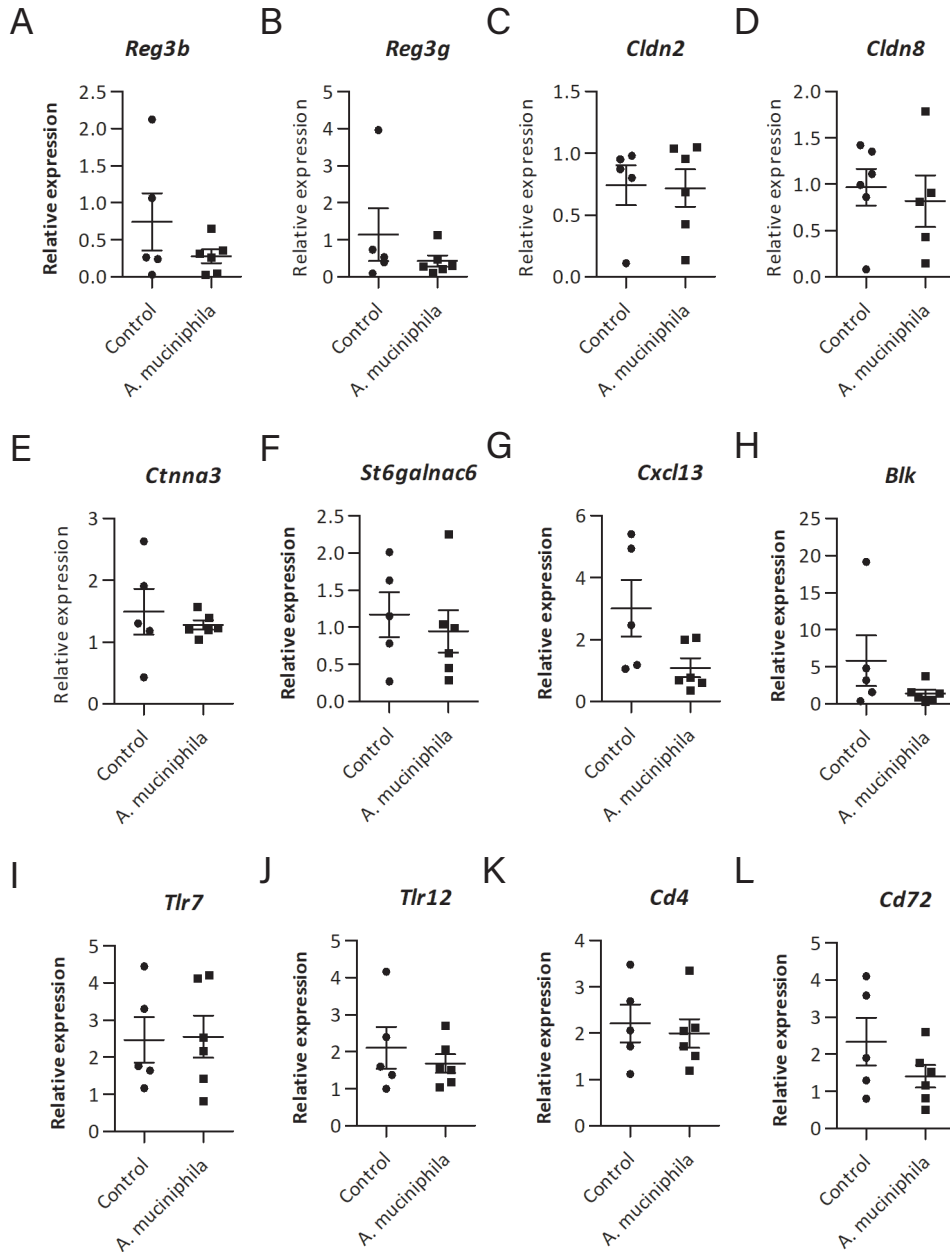 A
Reg3b
Relative expression
2.5
2.0
1.5
1.0
0.5
0.0
Control
A. muciniphila
B
Reg3g
Relative expression
5
4
3
2
1
0
Control
A. muciniphila
C
Cldn2
Relative expression
1.5
1.0
0.5
0.0
Control
A. muciniphila
D
Cldn8
Relative expression
2.0
1.5
1.0
0.5
0.0
Control
A. muciniphila
E
Ctnna3
Relative expression
3
2
1
0
Control
A. muciniphila
F
St6galnac6
Relative expression
2.5
2.0
1.5
1.0
0.5
0.0
Control
A. muciniphila
G
Cxcl13
Relative expression
6
4
2
0
Control
A. muciniphila
H
Blk
Relative expression
25
20
15
10
5
0
Control
A. muciniphila
I
Tlr7
Relative expression
5
4
3
2
1
0
Control
A. muciniphila
J
Tlr12
Relative expression
5
4
3
2
1
0
Control
A. muciniphila
K
Cd4
Relative expression
4
3
2
1
0
Control
A. muciniphila
L
Cd72
Relative expression
5
4
3
2
1
0
Control
A. muciniphila